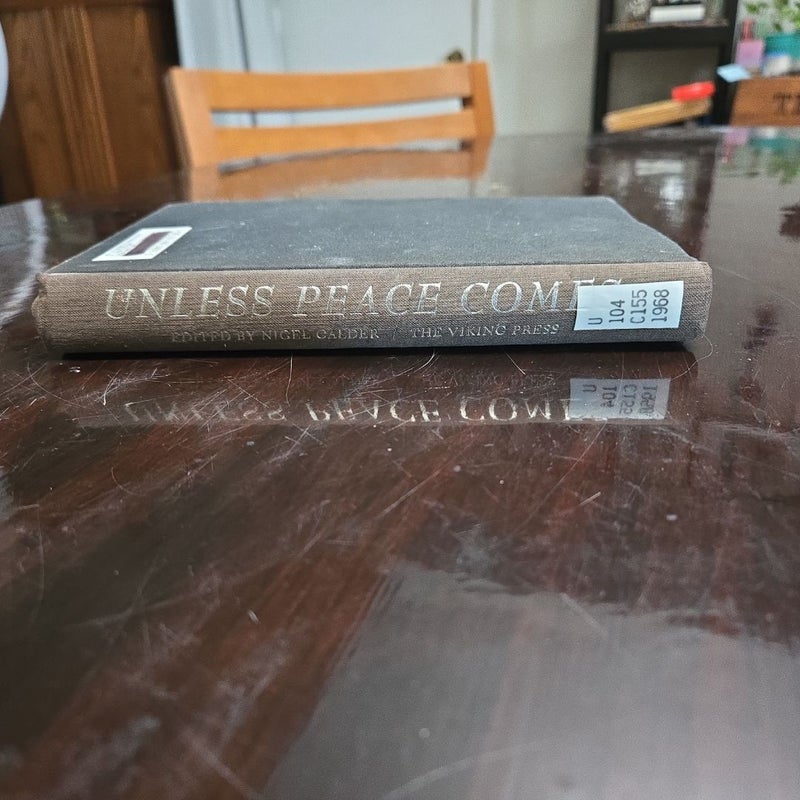 UNLESS PEACE COMES
EDITED BY NIGEL CALDER / THE VIKING PRESS
U
104
C155
1968